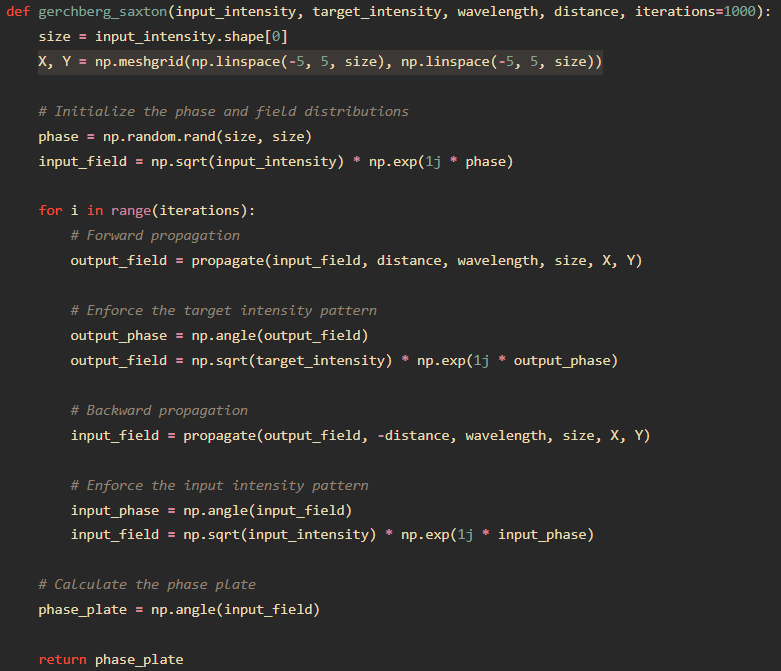 def gerchberg_saxton(input_intensity, target_intensity, wavelength, distance, iterations=1000):
    size = input_intensity.shape[0]
    X, Y = np.meshgrid(np.linspace(-5, 5, size), np.linspace(-5, 5, size))

    # Initialize the phase and field distributions
    phase = np.random.rand(size, size)
    input_field = np.sqrt(input_intensity) * np.exp(1j * phase)

    for i in range(iterations):
        # Forward propagation
        output_field = propagate(input_field, distance, wavelength, size, X, Y)

        # Enforce the target intensity pattern
        output_phase = np.angle(output_field)
        output_field = np.sqrt(target_intensity) * np.exp(1j * output_phase)

        # Backward propagation
        input_field = propagate(output_field, -distance, wavelength, size, X, Y)

        # Enforce the input intensity pattern
        input_phase = np.angle(input_field)
        input_field = np.sqrt(input_intensity) * np.exp(1j * input_phase)

    # Calculate the phase plate
    phase_plate = np.angle(input_field)

    return phase_plate